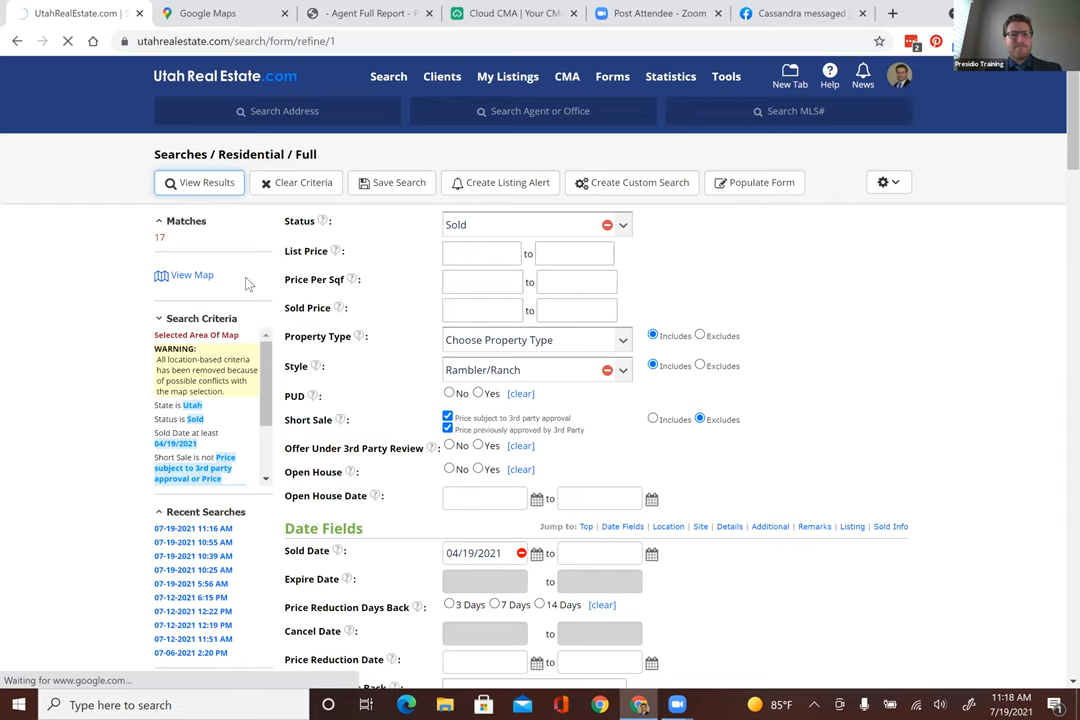 UtahRealEstate.com |
Google Maps
- Agent Full Report - R
Cloud CMA | Your CM
Post Attendee - Zoom
Cassandra messaged
utahrealestate.com/search/form/refine/1
2
Presidio Training
Utah Real Estate.com
Search
Clients
My Listings
CMA
Forms
Statistics
Tools
New Tab
Help
News
Search Address
Search Agent or Office
Search MLS#
Searches / Residential / Full
View Results
Clear Criteria
Save Search
Create Listing Alert
Create Custom Search
Populate Form
Matches
17
View Map
Search Criteria
Selected Area Of Map
WARNING:
All location-based criteria
has been removed because
of possible conflicts with
the map selection.
State is Utah
Status is Sold
Sold Date at least
04/19/2021
Short Sale is not Price
subject to 3rd party
approval or Price
Recent Searches
07-19-2021 11:16 AM
07-19-2021 10:55 AM
07-19-2021 10:39 AM
07-19-2021 10:25 AM
07-19-2021 5:56 AM
07-12-2021 6:15 PM
07-12-2021 12:22 PM
07-12-2021 12:19 PM
07-12-2021 11:51 AM
07-06-2021 2:20 PM
Status ? : Sold
List Price ? : to
Price Per Sqf ? : to
Sold Price ? : to
Property Type ? : Choose Property Type Includes Excludes
Style ? : Rambler/Ranch Includes Excludes
PUD ? : No Yes [clear]
Short Sale ? : Price subject to 3rd party approval Includes Excludes
Price previously approved by 3rd Party
Offer Under 3rd Party Review ? : No Yes [clear]
Open House ? : No Yes [clear]
Open House Date ? : to
Date Fields
Jump to: Top | Date Fields | Location | Site | Details | Additional | Remarks | Listing | Sold Info
Sold Date ? : 04/19/2021 to
Expire Date ? : to
Price Reduction Days Back ? : 3 Days 7 Days 14 Days [clear]
Cancel Date ? : to
Price Reduction Date ? : to
Waiting for www.google.com...
Type here to search
85°F
11:18 AM
7/19/2021
1